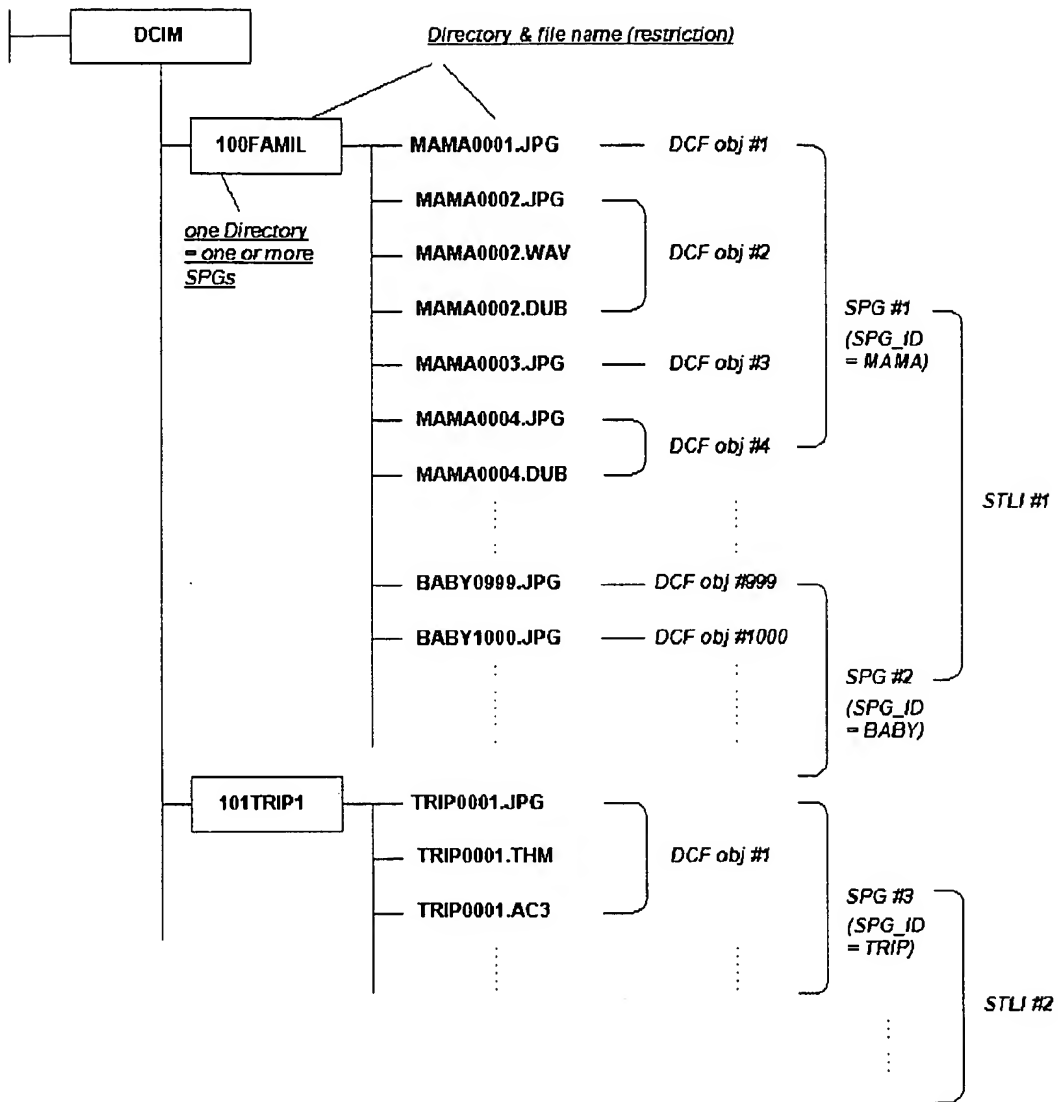 DCIM
Directory & file name (restriction)
100FAMIL
MAMA0001.JPG
DCF obj #1
MAMA0002.JPG
one Directory
= one or more
SPGs
MAMA0002.WAV
DCF obj #2
MAMA0002.DUB
SPG #1
(SPG_ID
= MAMA)
MAMA0003.JPG
DCF obj #3
MAMA0004.JPG
DCF obj #4
MAMA0004.DUB
STLI #1
BABY0999.JPG
DCF obj #999
BABY1000.JPG
DCF obj #1000
SPG #2
(SPG_ID
= BABY)
101TRIP1
TRIP0001.JPG
TRIP0001.THM
DCF obj #1
TRIP0001.AC3
SPG #3
(SPG_ID
= TRIP)
STLI #2